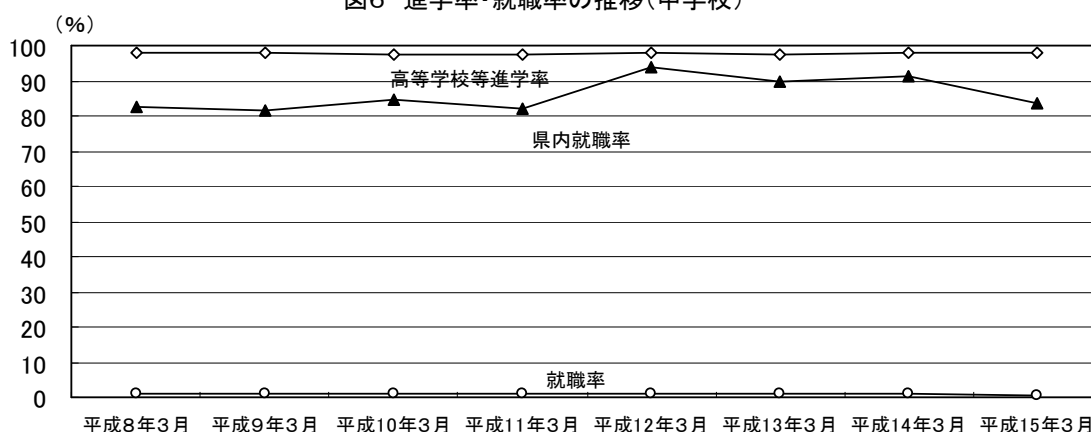 図6 進学率・就職率の推移(中学校)
(%)
100
90
80
70
60
50
40
30
20
10
0
高等学校等進学率
県内就職率
就職率
平成8年3月 平成9年3月 平成10年3月 平成11年3月 平成12年3月 平成13年3月 平成14年3月 平成15年3月